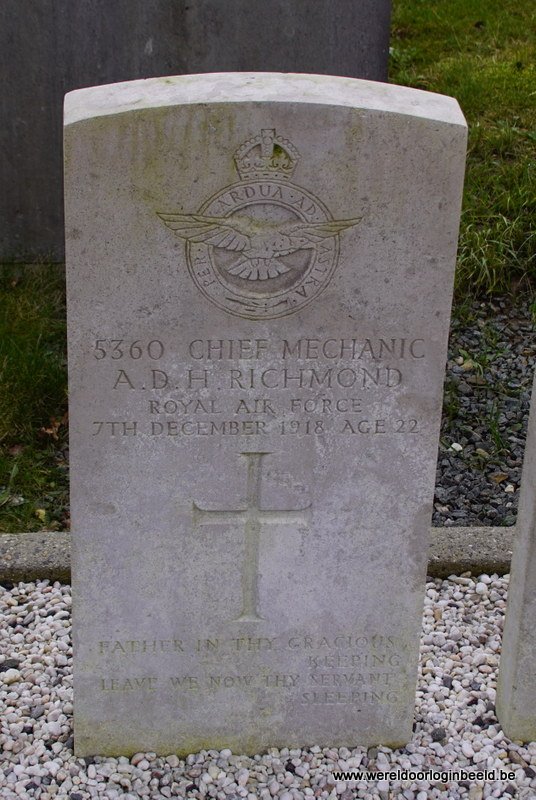 PER ARDUA AD ASTRA
5360 CHIEF MECHANIC
A.D.H. RICHMOND
ROYAL AIR FORCE
7TH DECEMBER 1918 AGE 22
FATHER IN THY GRACIOUS
KEEPING
LEAVE WE NOW THY SERVANT
SLEEPING
www.wereldoorloginbeeld.be